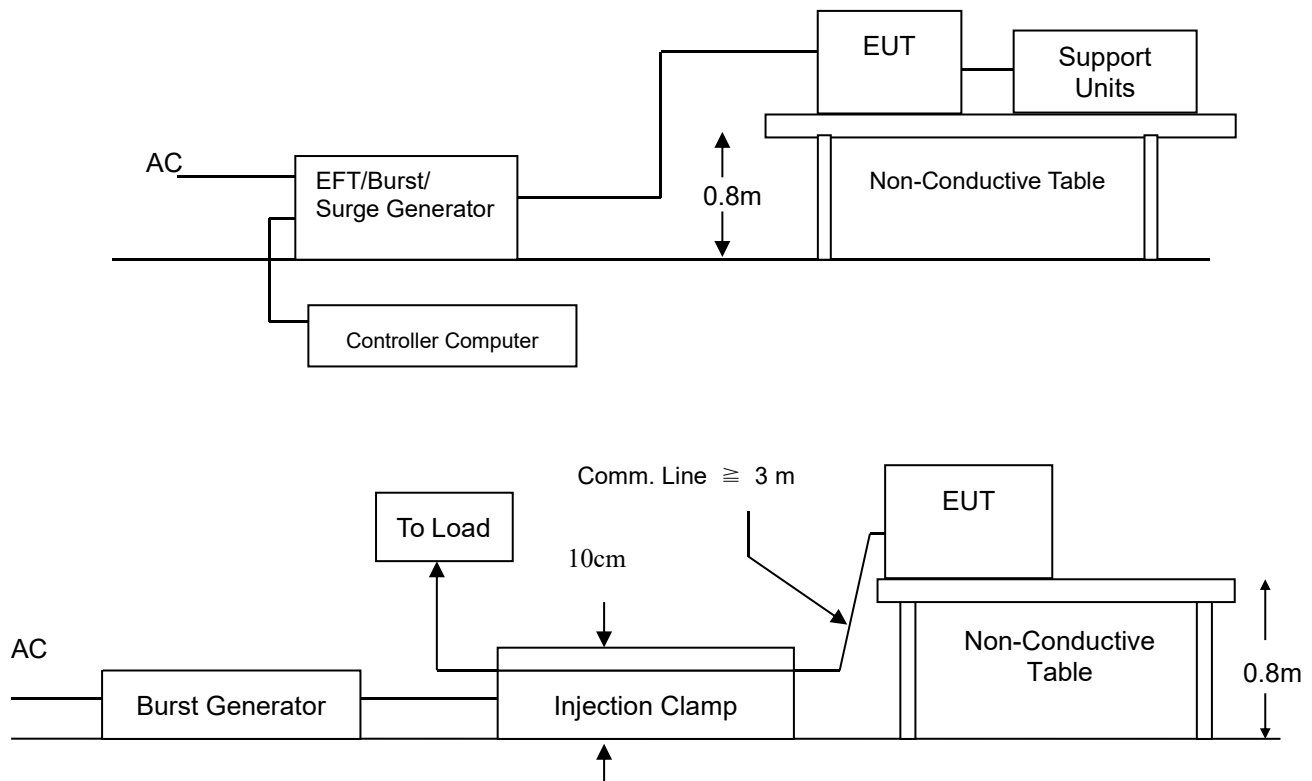 EUT
Support
Units
AC
EFT/Burst/
Surge Generator
0.8m
Non-Conductive Table
Controller Computer
Comm. Line ≧ 3 m
EUT
To Load
10cm
AC
Non-Conductive
Table
0.8m
Burst Generator
Injection Clamp